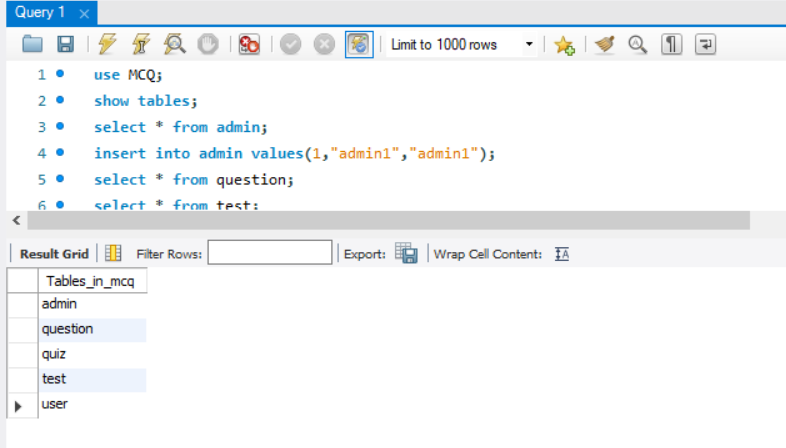 Query 1
Limit to 1000 rows
1 use MCQ;
2 show tables;
3 select * from admin;
4 insert into admin values(1,"admin1","admin1");
5 select * from question;
6 select * from test;
Result Grid Filter Rows: Export: Wrap Cell Content: IA
Tables_in_mcq
admin
question
quiz
test
user